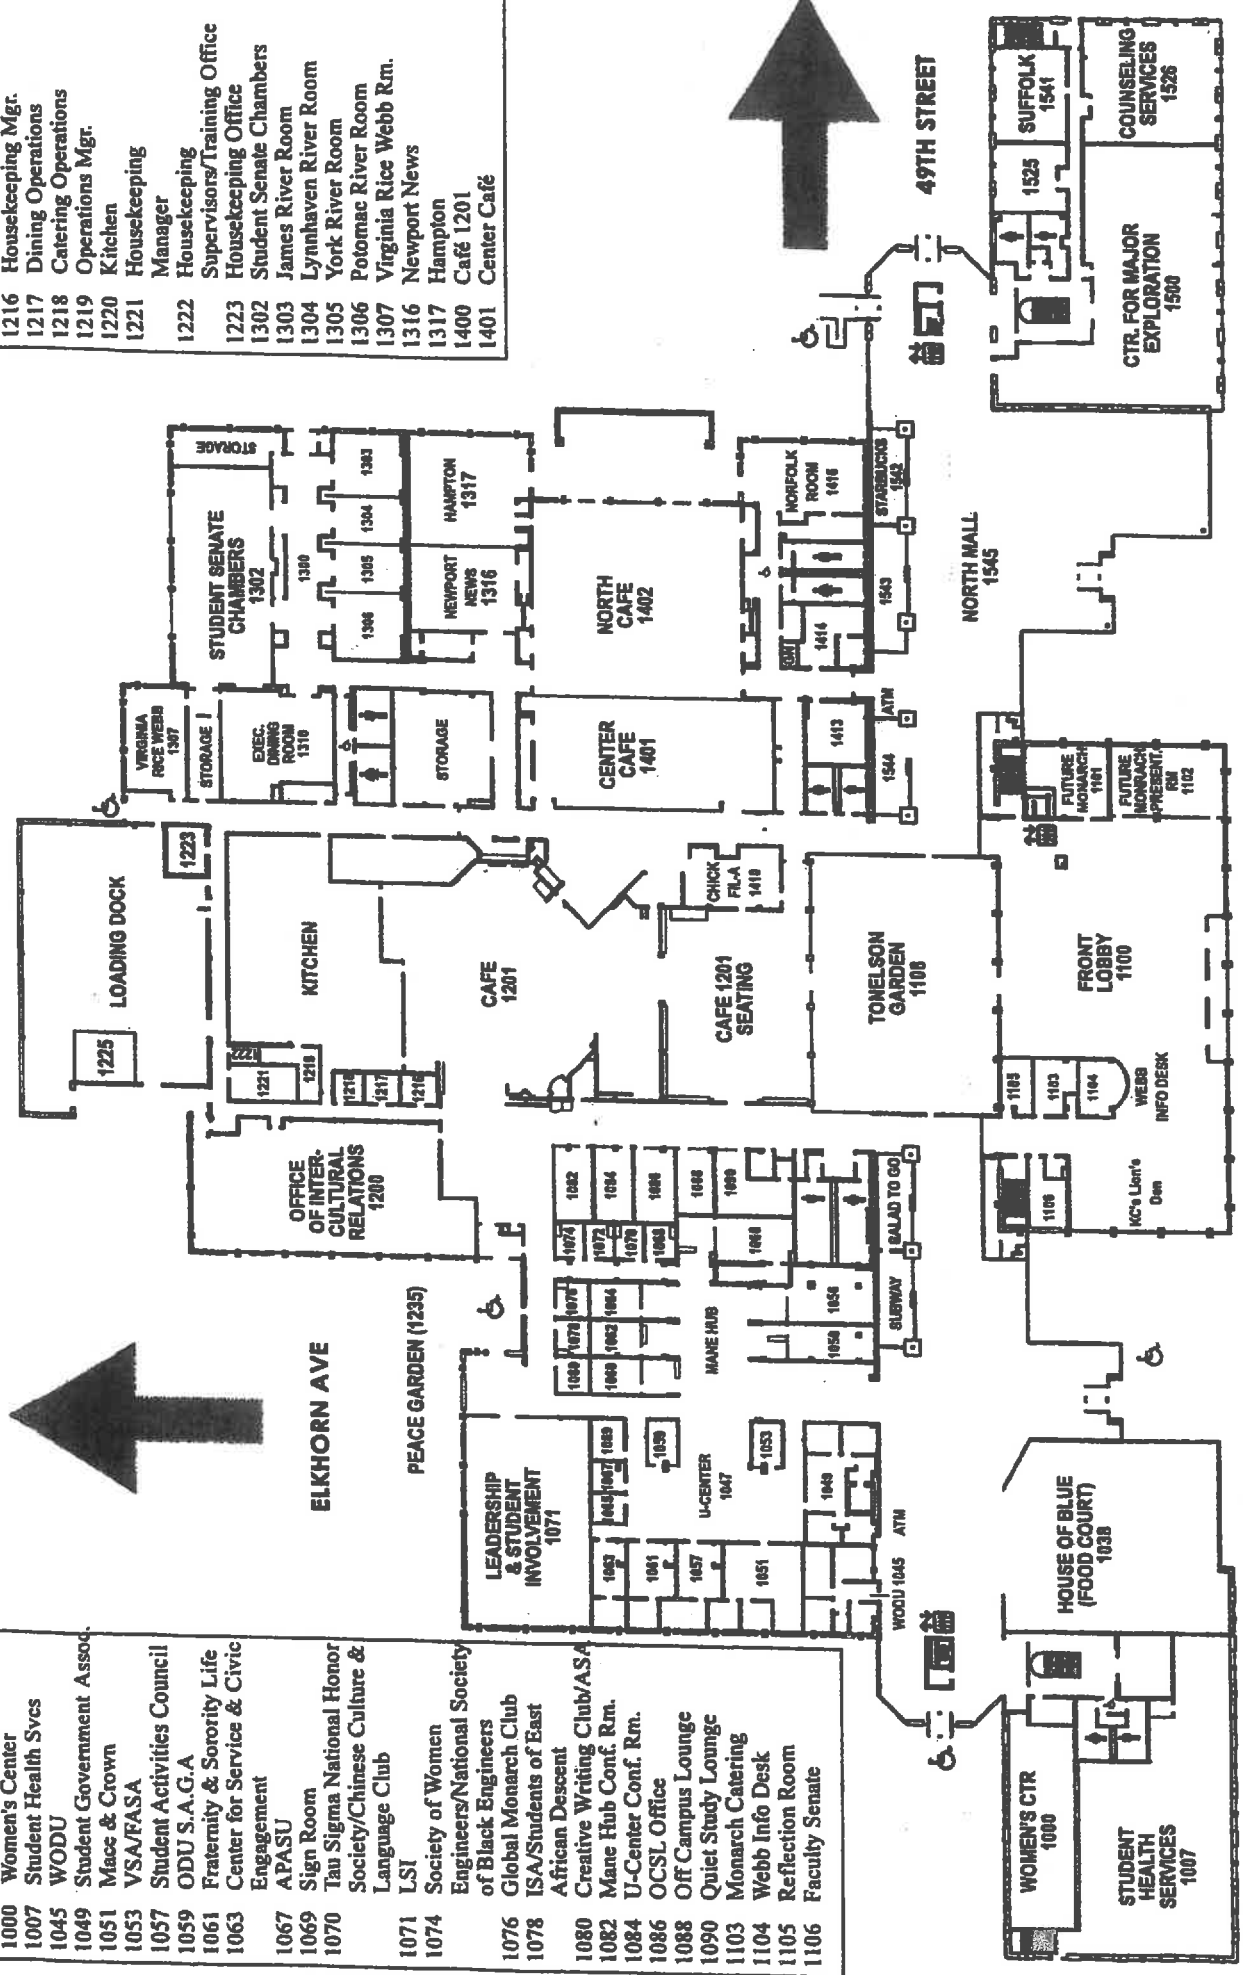 1000 Women's Center
1007 Student Health Svcs
1045 WODU
1049 Student Government Assoc.
1051 Mace & Crown
1053 VSA/FASA
1057 Student Activities Council
1059 ODU S.A.G.A
1061 Fraternity & Sorority Life
1063 Center for Service & Civic
Engagement
1067 APASU
1069 Sign Room
1070 Tau Sigma National Honor
Society/Chinese Culture &
Language Club
1071 LSI
1074 Society of Women
Engineers/National Society
of Black Engineers
1076 Global Monarch Club
1078 ISA/Students of East
African Descent
1080 Creative Writing Club/ASA
1082 Mane Hub Conf. Rm.
1084 U-Center Conf. Rm.
1086 OCSL Office
1088 Off Campus Lounge
1090 Quiet Study Lounge
1103 Monarch Catering
1104 Webb Info Desk
1105 Reflection Room
1106 Faculty Senate
1216 Housekeeping Mgr.
1217 Dining Operations
1218 Catering Operations
1219 Operations Mgr.
1220 Kitchen
1221 Housekeeping
Manager
1222 Housekeeping
Supervisors/Training Office
1223 Housekeeping Office
1302 Student Senate Chambers
1303 James River Room
1304 Lynnhaven River Room
1305 York River Room
1306 Potomac River Room
1307 Virginia Rice Webb Rm.
1316 Newport News
1317 Hampton
1400 Café 1201
1401 Center Café
ELKHORN AVE
PEACE GARDEN (1235)
LOADING DOCK
1225
1223
OFFICE
OF INTER-
CULTURAL
RELATIONS
1200
KITCHEN
1221
1219
1218
1217
1216
CAFE
1201
VIRGINIA
RICE WEBB
1307
STORAGE
EXEC.
DINING
ROOM
1310
STORAGE
STUDENT SENATE
CHAMBERS
1302
STORAGE
1300
1306
1305
1304
1303
NEWPORT
NEWS
1316
HAMPTON
1317
CENTER
CAFE
1401
NORTH
CAFE
1402
LEADERSHIP
& STUDENT
INVOLVEMENT
1071
1063
1065
1067
1069
1061
1057
1051
1059
1053
U-CENTER
1047
1049
1080
1078
1076
1074
1072
1070
1068
1060
1062
1064
1082
1084
1086
1088
1090
1066
MANE HUB
1058
1056
CAFE 1201
SEATING
CHICK
FIL-A
1410
1413
1414
NORFOLK
ROOM
1415
WODU 1045
ATM
SUBWAY
SALAD TO GO
1544
ATM
1543
STARBUCKS
1542
49TH STREET
NORTH MALL
1545
TONELSON
GARDEN
1108
WOMEN'S CTR
1000
STUDENT
HEALTH
SERVICES
1007
HOUSE OF BLUE
(FOOD COURT)
1038
1106
KC's Lion's
Den
1105
1103
1104
WEBB
INFO DESK
FRONT
LOBBY
1100
FUTURE
MONARCH
1101
FUTURE
MONRACH
PRESENT.
RM
1102
CTR. FOR MAJOR
EXPLORATION
1500
1525
SUFFOLK
1541
COUNSELING
SERVICES
1526